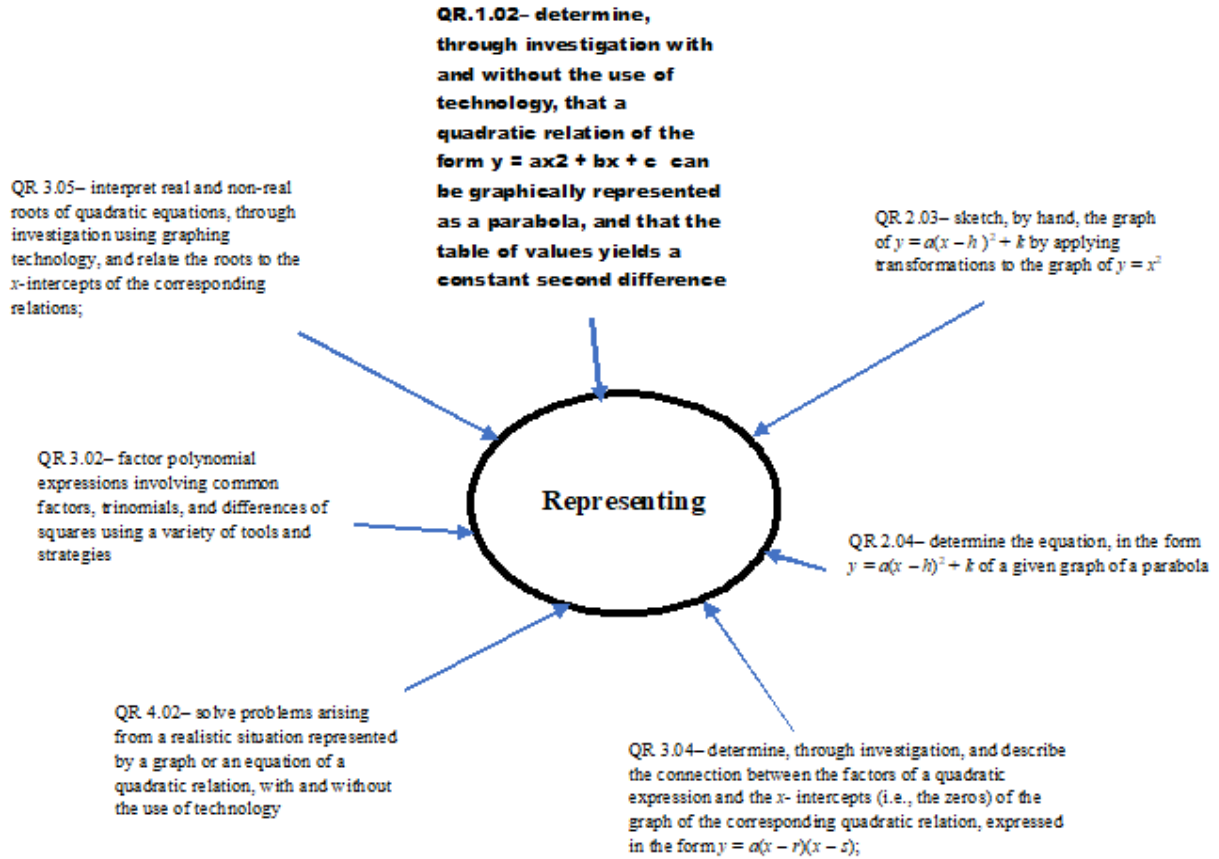 QR.1.02– determine,
through investigation with
and without the use of
technology, that a
quadratic relation of the
form y = ax2 + bx + c can
be graphically represented
as a parabola, and that the
table of values yields a
constant second difference
QR 3.05– interpret real and non-real
roots of quadratic equations, through
investigation using graphing
technology, and relate the roots to the
x-intercepts of the corresponding
relations;
QR 2.03– sketch, by hand, the graph
of y = a(x – h )² + k by applying
transformations to the graph of y = x²
QR 3.02– factor polynomial
expressions involving common
factors, trinomials, and differences of
squares using a variety of tools and
strategies
Representing
QR 2.04– determine the equation, in the form
y = a(x – h)² + k of a given graph of a parabola
QR 4.02– solve problems arising
from a realistic situation represented
by a graph or an equation of a
quadratic relation, with and without
the use of technology
QR 3.04– determine, through investigation, and describe
the connection between the factors of a quadratic
expression and the x- intercepts (i.e., the zeros) of the
graph of the corresponding quadratic relation, expressed
in the form y = a(x – r)(x – s);